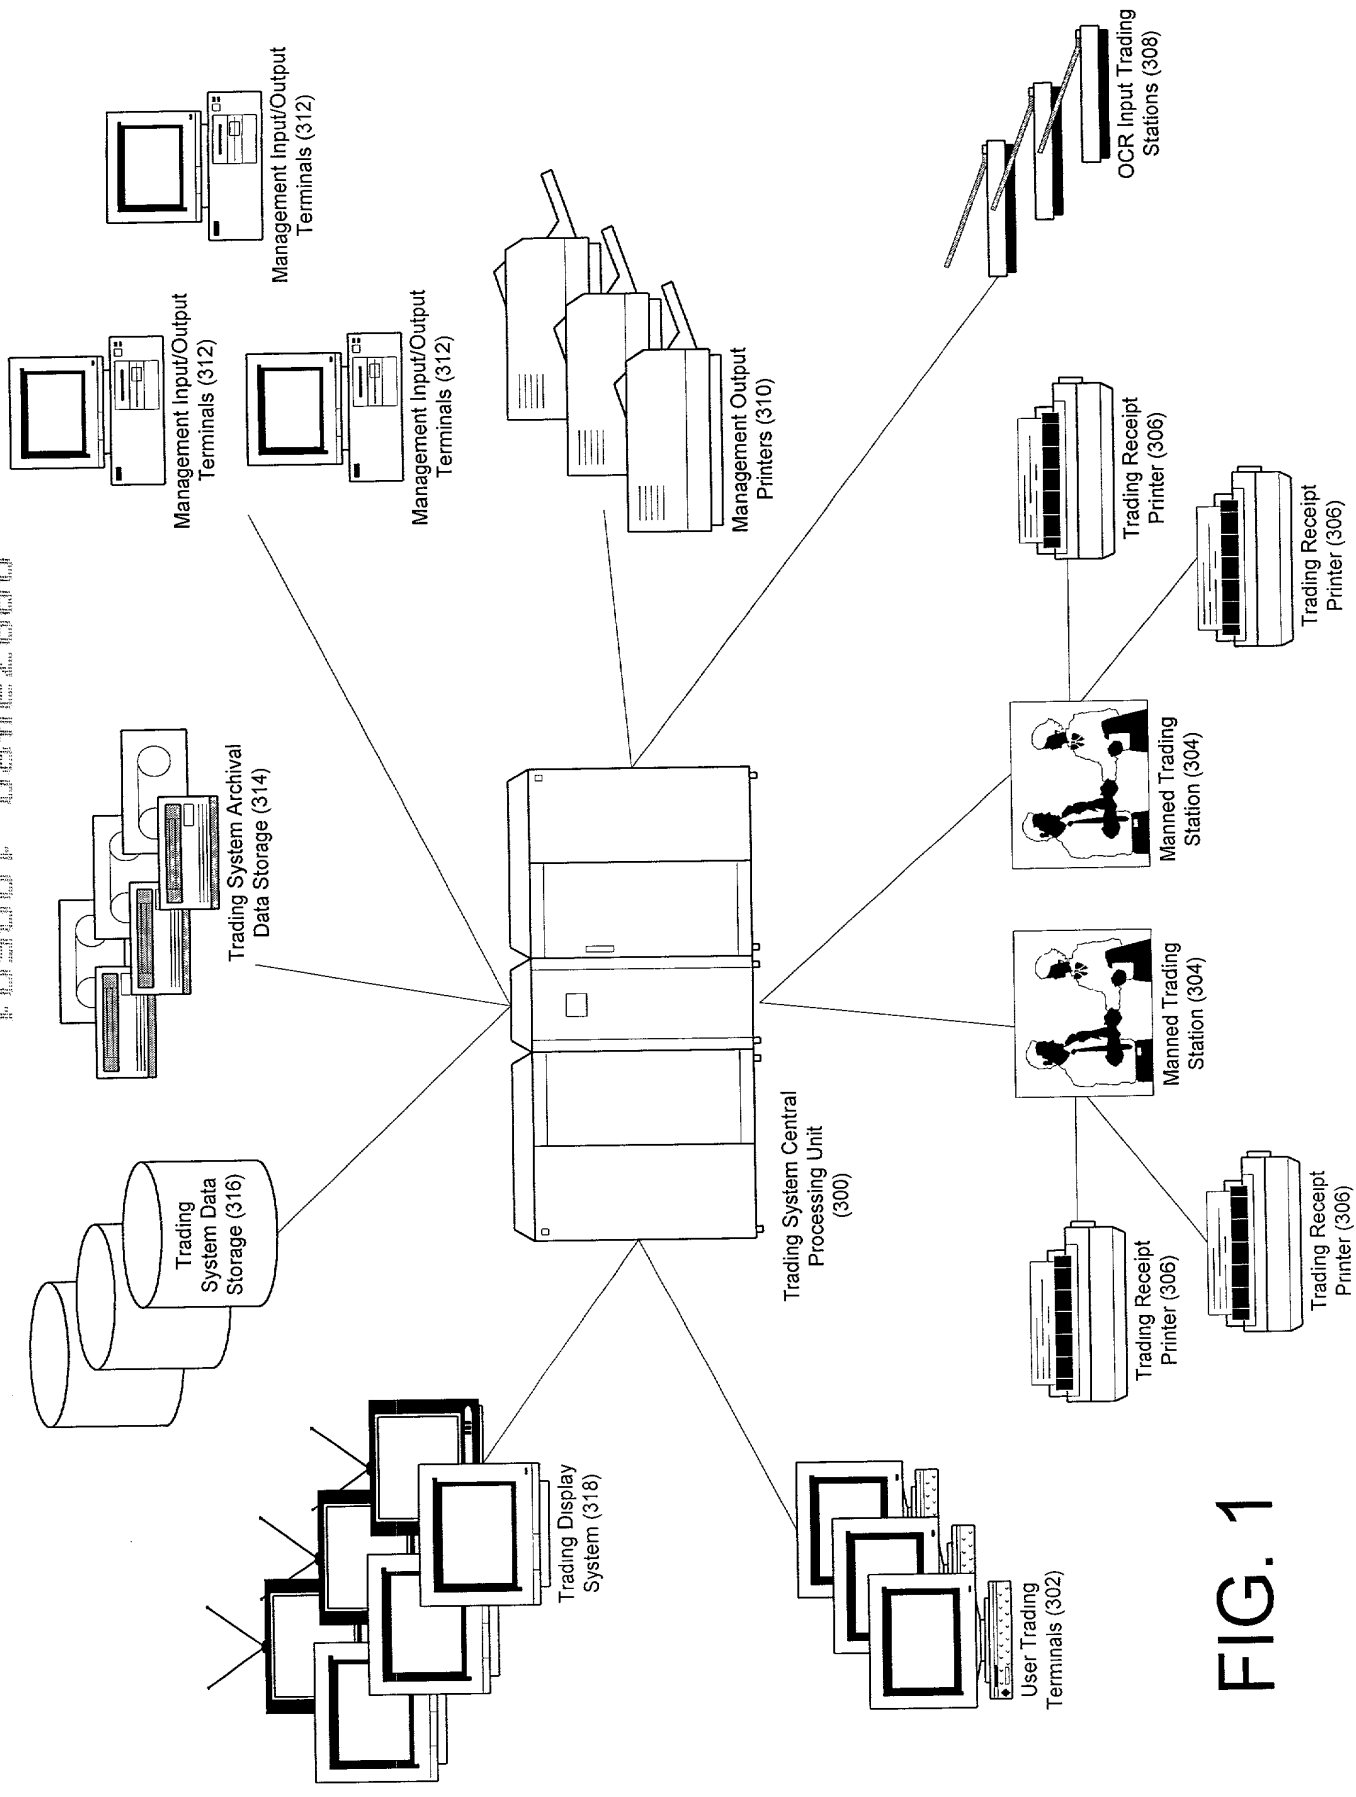 Trading
System Data
Storage (316)
Trading System Archival
Data Storage (314)
Management Input/Output
Terminals (312)
Management Input/Output
Terminals (312)
Management Input/Output
Terminals (312)
Trading Display
System (318)
Management Output
Printers (310)
Trading System Central
Processing Unit
(300)
User Trading
Terminals (302)
OCR Input Trading
Stations (308)
Trading Receipt
Printer (306)
Manned Trading
Station (304)
Manned Trading
Station (304)
Trading Receipt
Printer (306)
Trading Receipt
Printer (306)
Trading Receipt
Printer (306)
FIG. 1